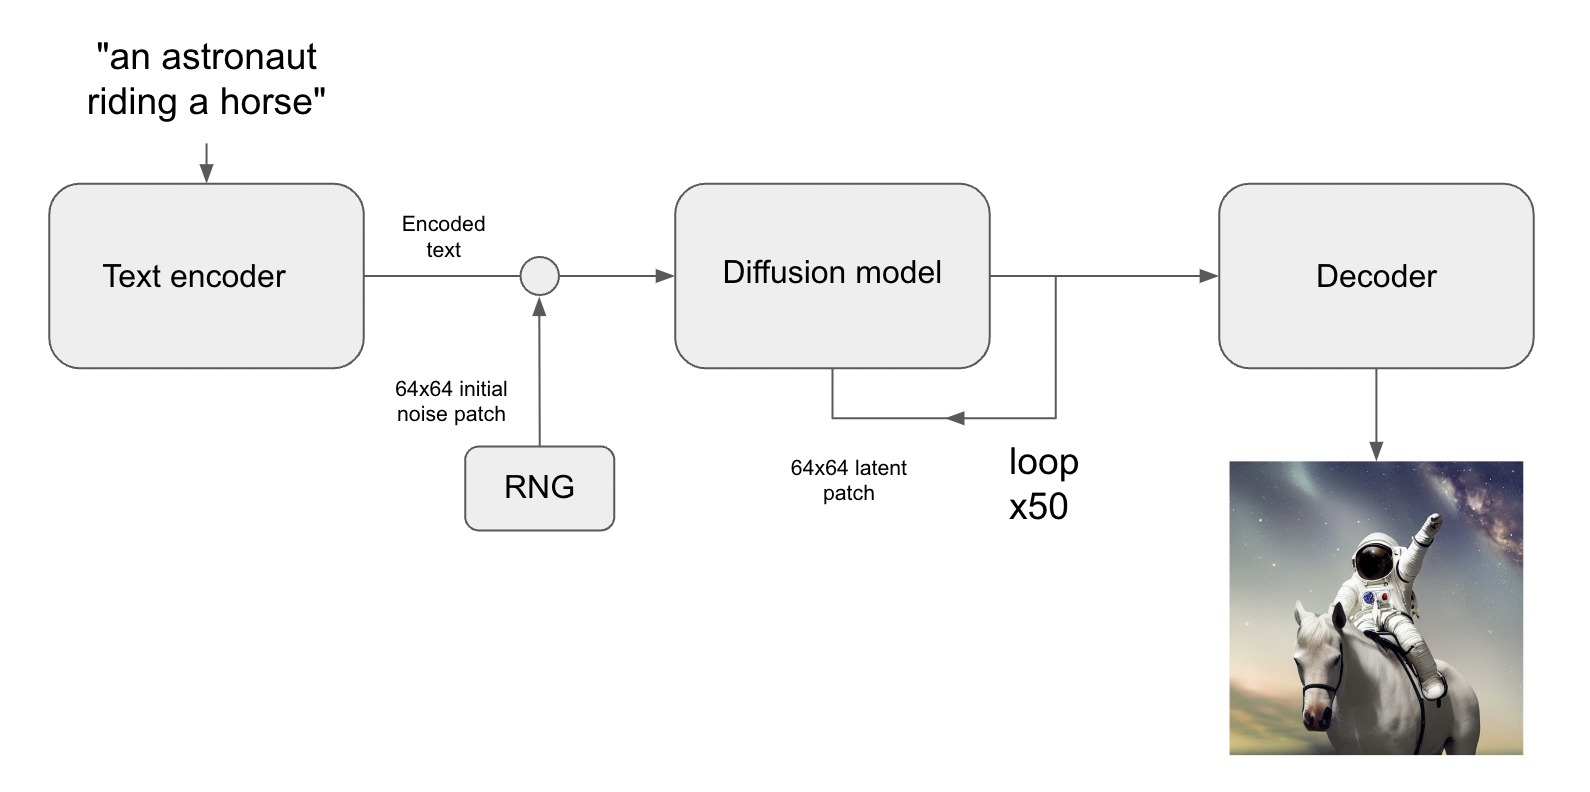 "an astronaut
riding a horse"
Text encoder
Encoded
text
64x64 initial
noise patch
RNG
Diffusion model
64x64 latent
patch
loop
x50
Decoder